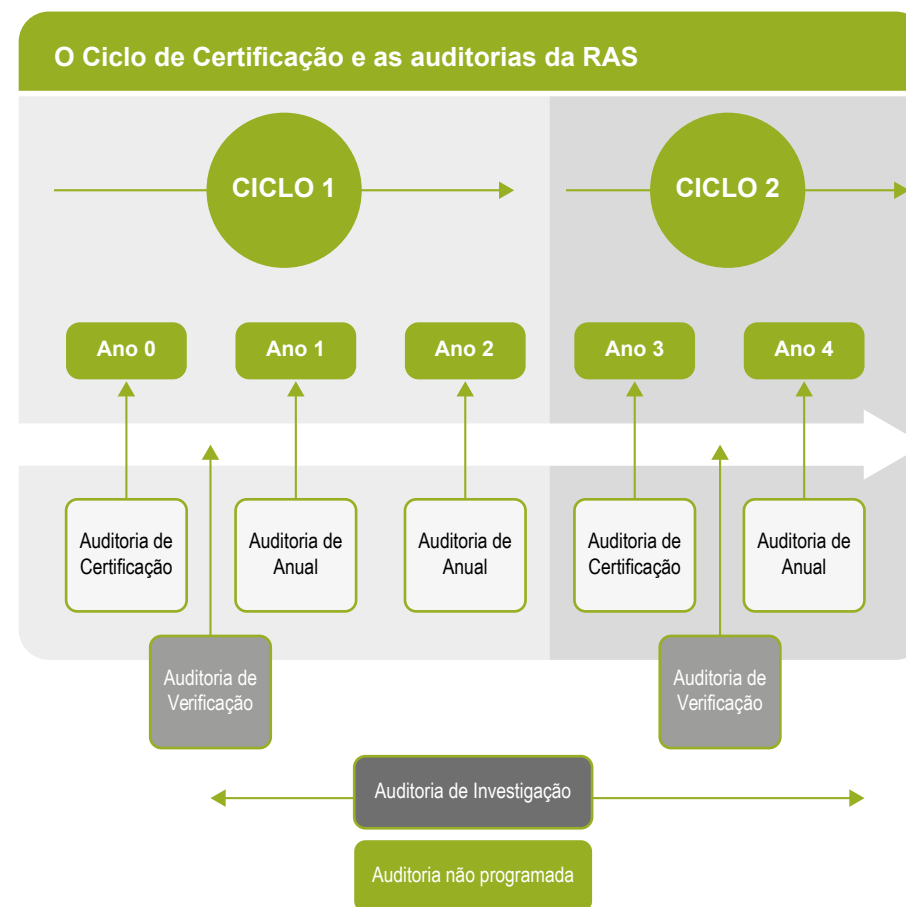 O Ciclo de Certificação e as auditorias da RAS
CICLO 1
CICLO 2
Ano 0
Ano 1
Ano 2
Ano 3
Ano 4
Auditoria de
Certificação
Auditoria de
Anual
Auditoria de
Anual
Auditoria de
Certificação
Auditoria de
Anual
Auditoria de
Verificação
Auditoria de
Verificação
Auditoria de Investigação
Auditoria não programada